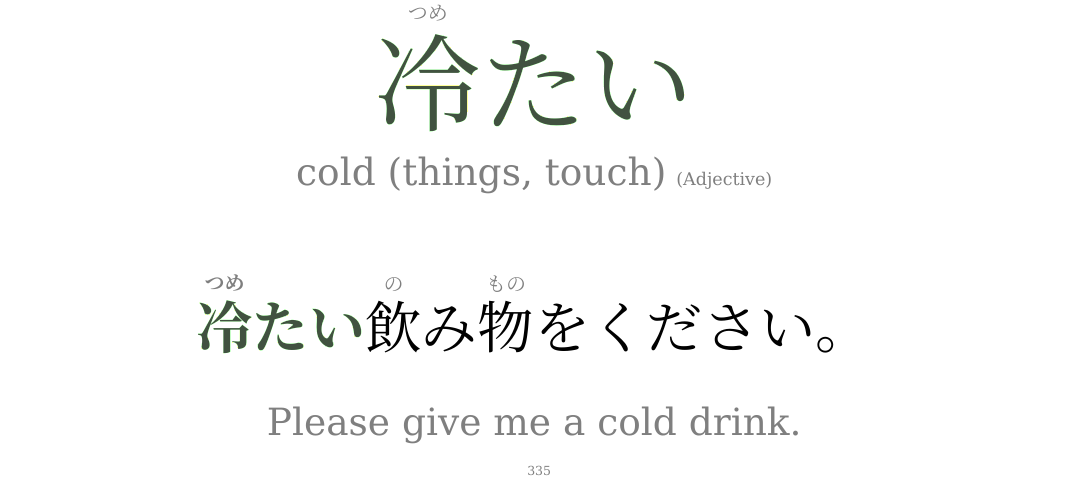 つめ
冷たい
cold (things, touch) (Adjective)
つめ の もの
冷たい飲み物をください。
Please give me a cold drink.
335